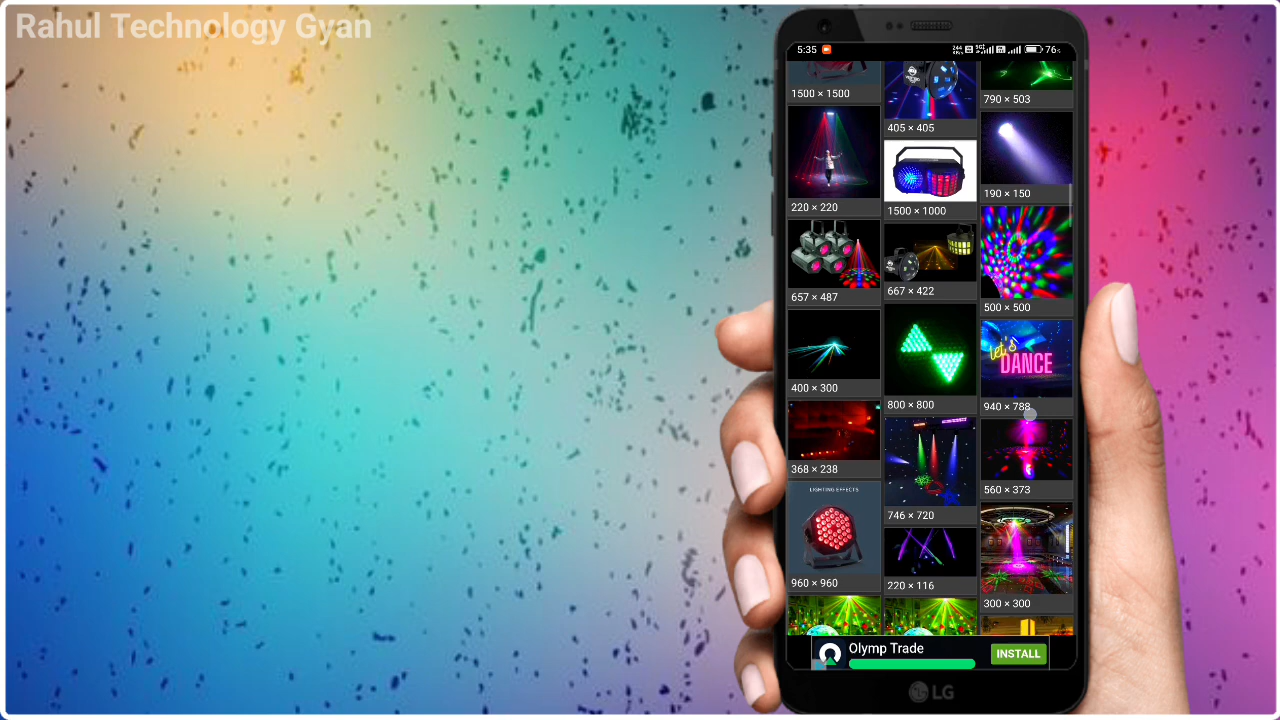 Rahul Technology Gyan
5:35
76
1500 × 1500
405 × 405
790 × 503
220 × 220
1500 × 1000
190 × 150
657 × 487
667 × 422
500 × 500
let's
DANCE
400 × 300
800 × 800
940 × 788
368 × 238
746 × 720
560 × 373
LIGHTING EFFECTS
960 × 960
220 × 116
300 × 300
Olymp Trade
INSTALL
LG